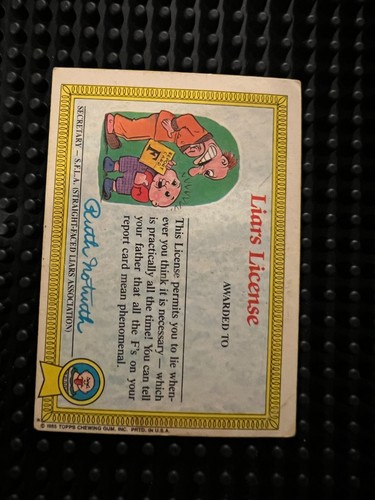 Liars License
AWARDED TO
This License permits you to lie when-
ever you think it is necessary — which
is practically all the time! You can tell
your father that all the F's on your
report card mean phenomenal.
F
Ruth Notruth
SECRETARY — S.F.L.A. (STRAIGHT-FACED LIARS ASSOCIATION)
© 1985 TOPPS CHEWING GUM, INC. PRTD. IN U.S.A.